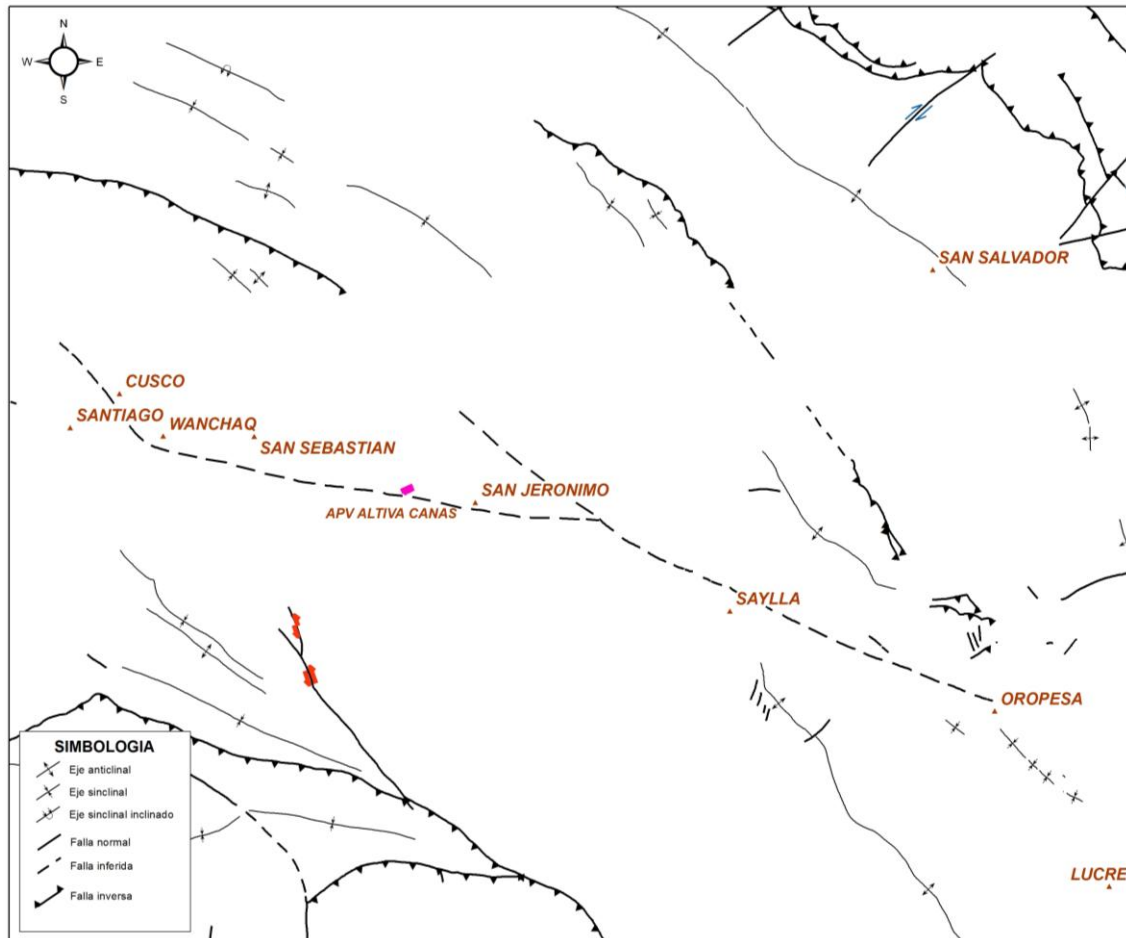 N
W
E
S
SAN SALVADOR
CUSCO
SANTIAGO
WANCHAQ
SAN SEBASTIAN
SAN JERONIMO
APV ALTIVA CANAS
SAYLLA
OROPESA
LUCRE
SIMBOLOGIA
Eje anticlinal
Eje sinclinal
Eje sinclinal inclinado
Falla normal
Falla inferida
Falla inversa